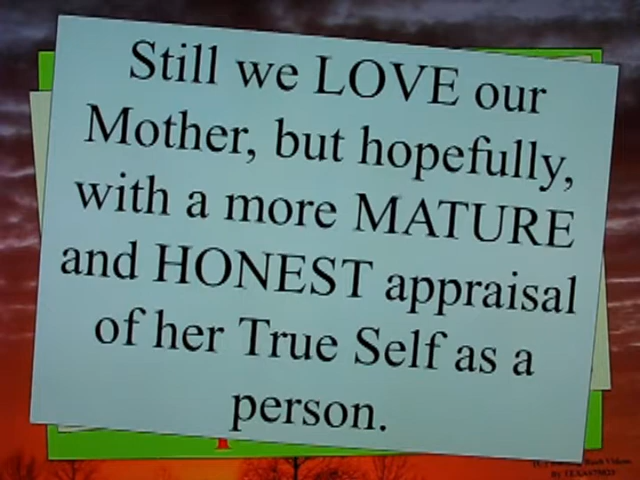 Still we LOVE our
Mother, but hopefully,
with a more MATURE
and HONEST appraisal
of her True Self as a
person.